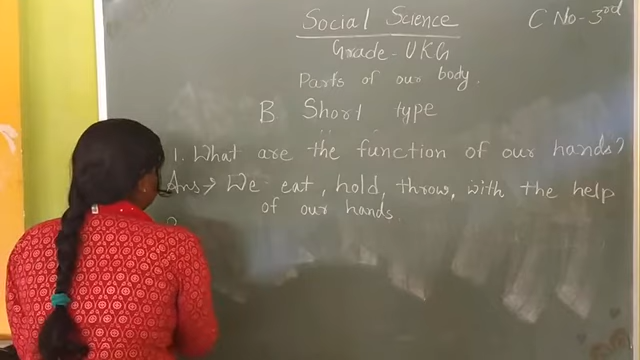 Social Science
C No-3rd
Grade-UKG
Parts of our body.
B Short type
1. What are the function of our hands?
Ans→ We eat, hold, throw, with the help
of our hands.
2